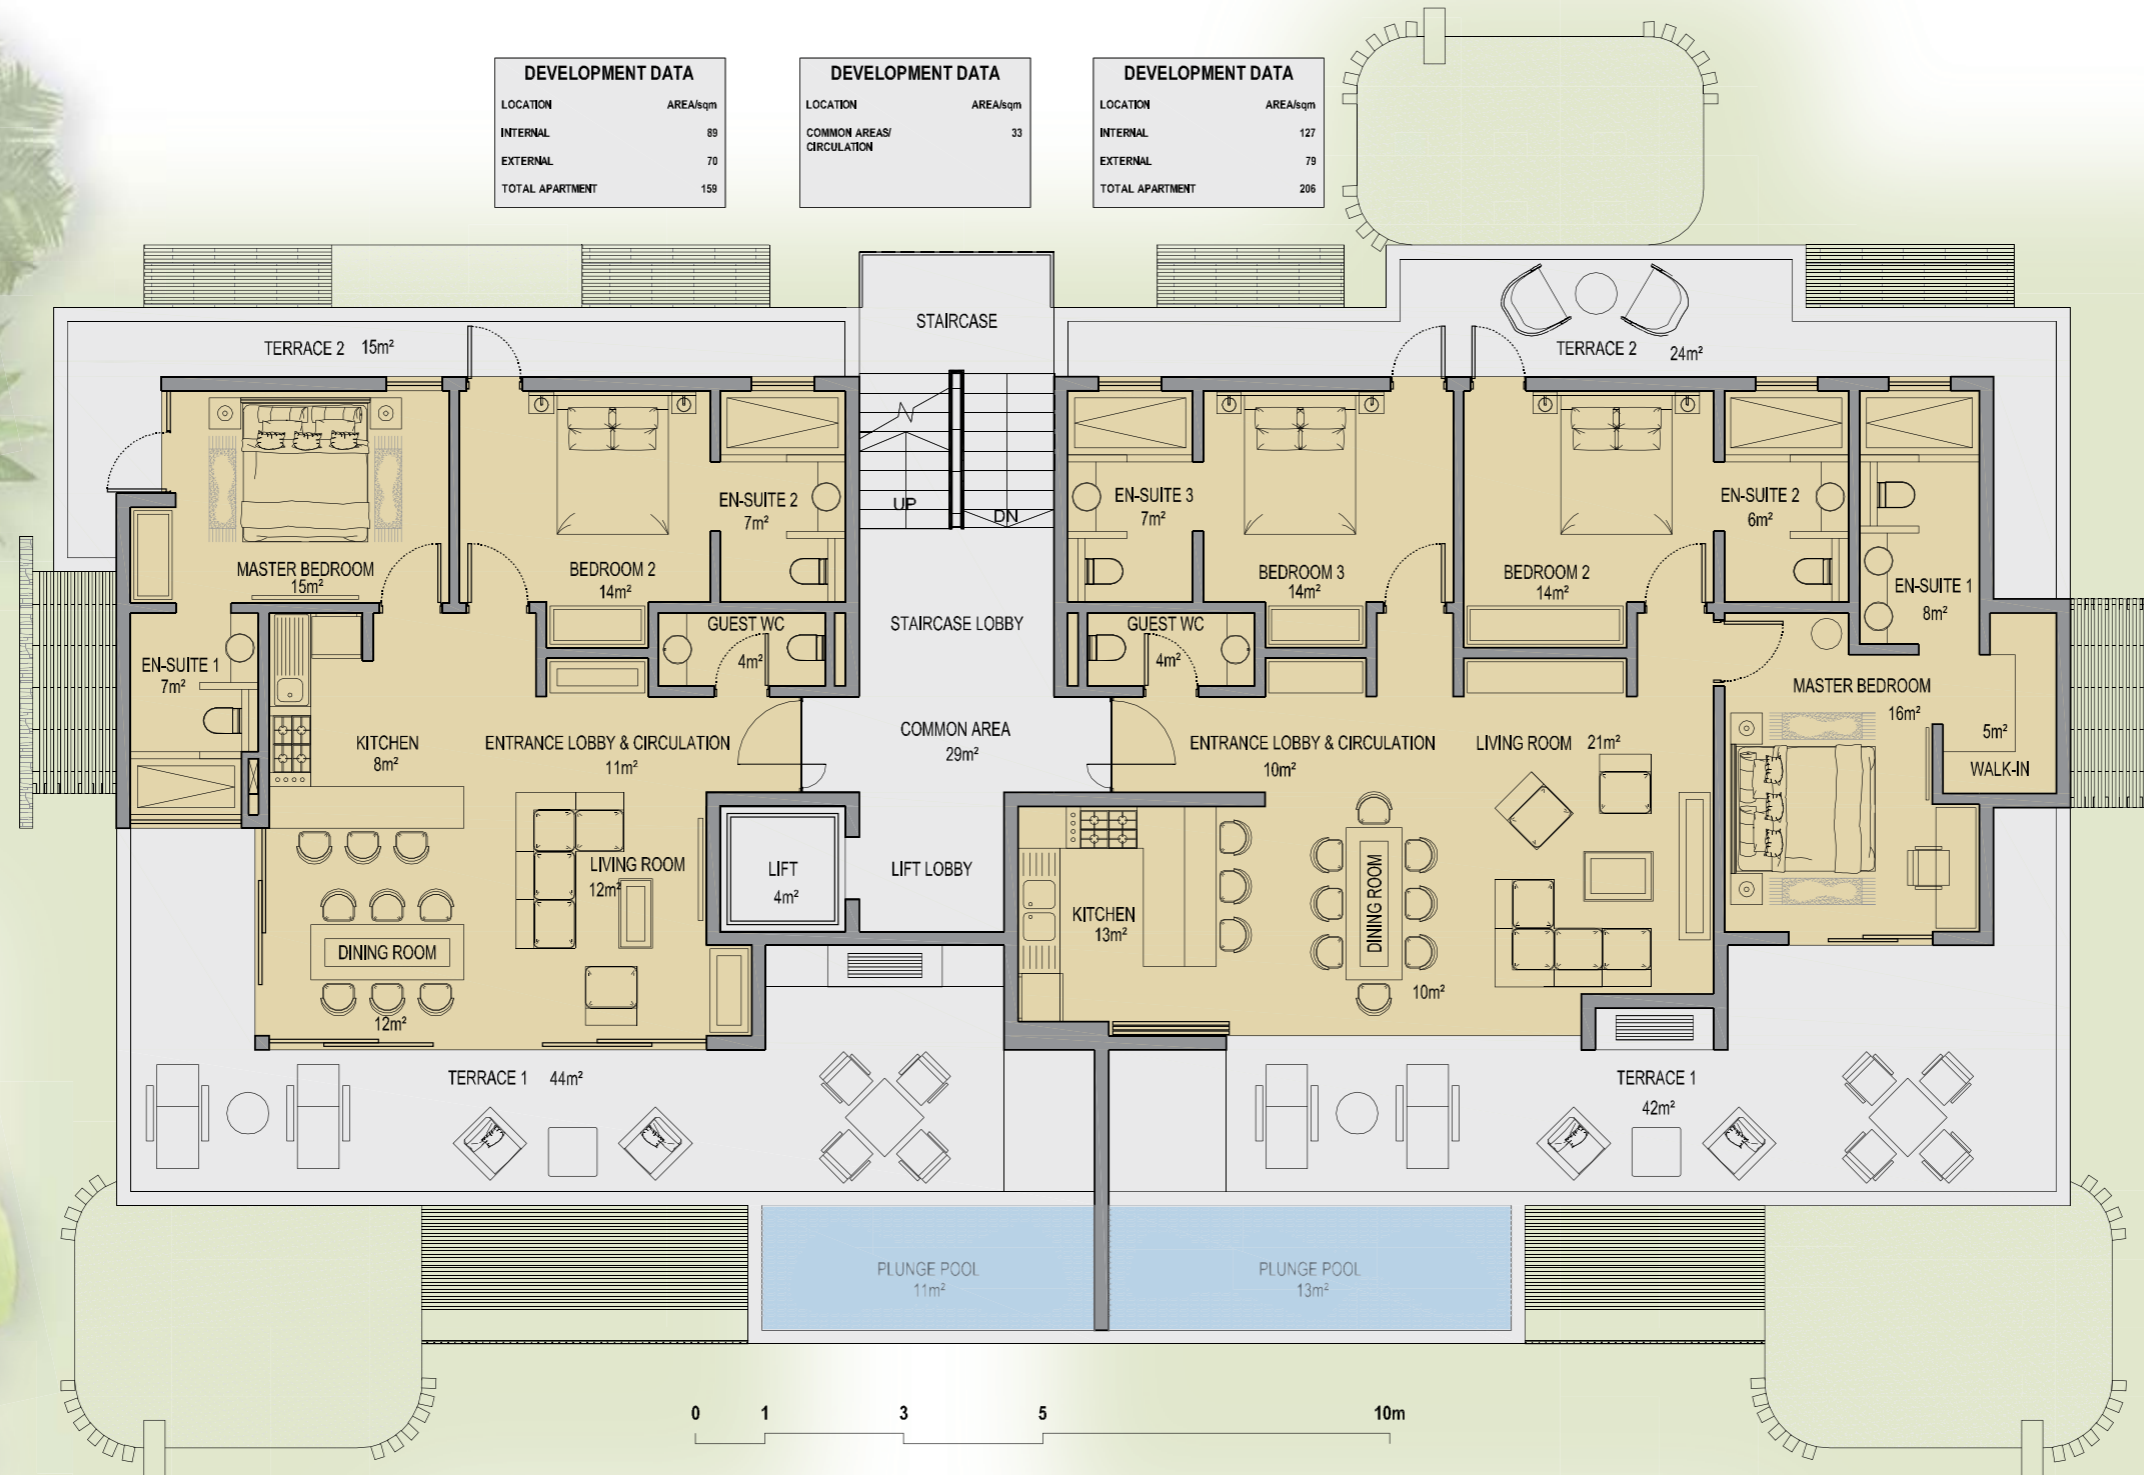 DEVELOPMENT DATA
LOCATION AREA/sqm
INTERNAL 89
EXTERNAL 70
TOTAL APARTMENT 159
DEVELOPMENT DATA
LOCATION AREA/sqm
COMMON AREAS/ 33
CIRCULATION
DEVELOPMENT DATA
LOCATION AREA/sqm
INTERNAL 127
EXTERNAL 79
TOTAL APARTMENT 206
STAIRCASE
TERRACE 2 15m²
TERRACE 2 24m²
UP
DN
MASTER BEDROOM
15m²
BEDROOM 2
14m²
EN-SUITE 2
7m²
EN-SUITE 3
7m²
BEDROOM 3
14m²
BEDROOM 2
14m²
EN-SUITE 2
6m²
EN-SUITE 1
8m²
EN-SUITE 1
7m²
GUEST WC
4m²
STAIRCASE LOBBY
GUEST WC
4m²
MASTER BEDROOM
16m²
5m²
WALK-IN
KITCHEN
8m²
ENTRANCE LOBBY & CIRCULATION
11m²
COMMON AREA
29m²
ENTRANCE LOBBY & CIRCULATION
10m²
LIVING ROOM 21m²
LIVING ROOM
12m²
LIFT
4m²
LIFT LOBBY
KITCHEN
13m²
DINING ROOM
10m²
DINING ROOM
12m²
TERRACE 1 44m²
TERRACE 1
42m²
PLUNGE POOL
11m²
PLUNGE POOL
13m²
0 1 3 5 10m